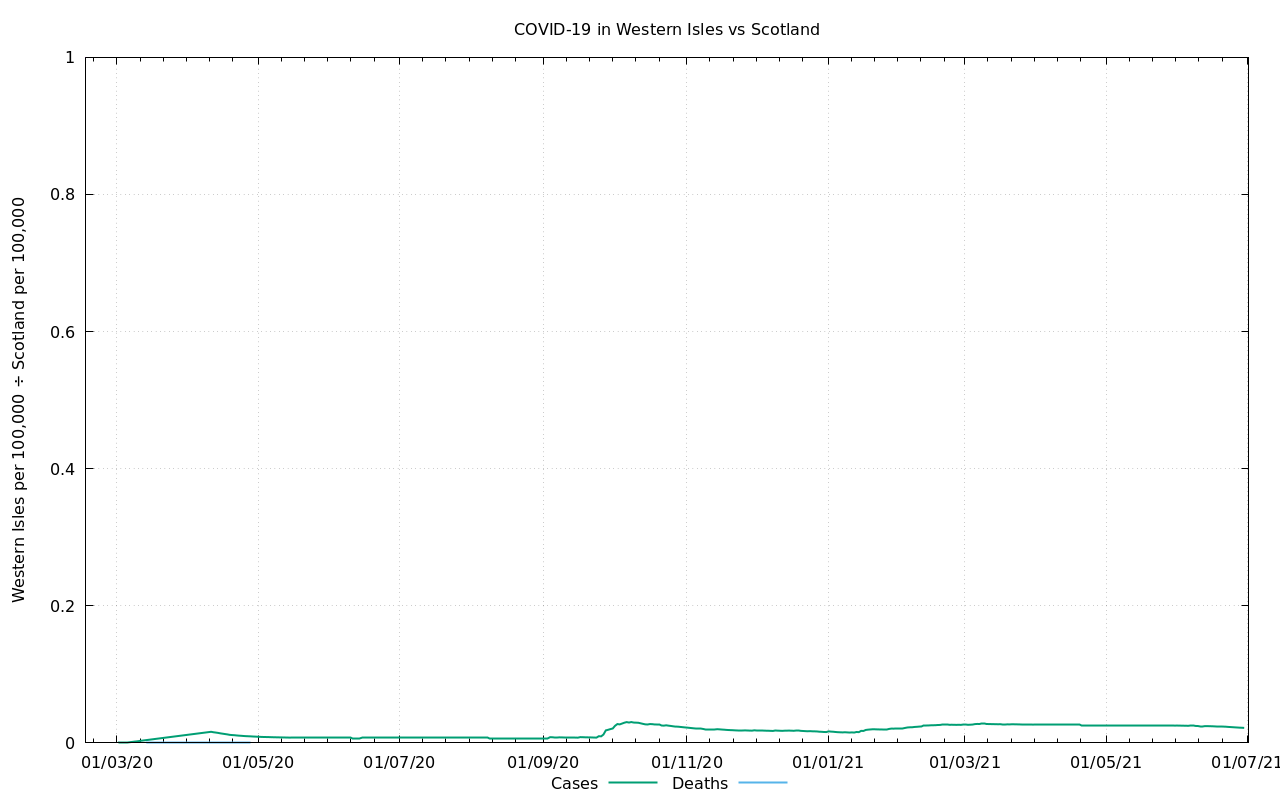 COVID-19 in Western Isles vs Scotland
Western Isles per 100,000 ÷ Scotland per 100,000
1
0.8
0.6
0.4
0.2
0
01/03/20 01/05/20 01/07/20 01/09/20 01/11/20 01/01/21 01/03/21 01/05/21 01/07/21
Cases Deaths